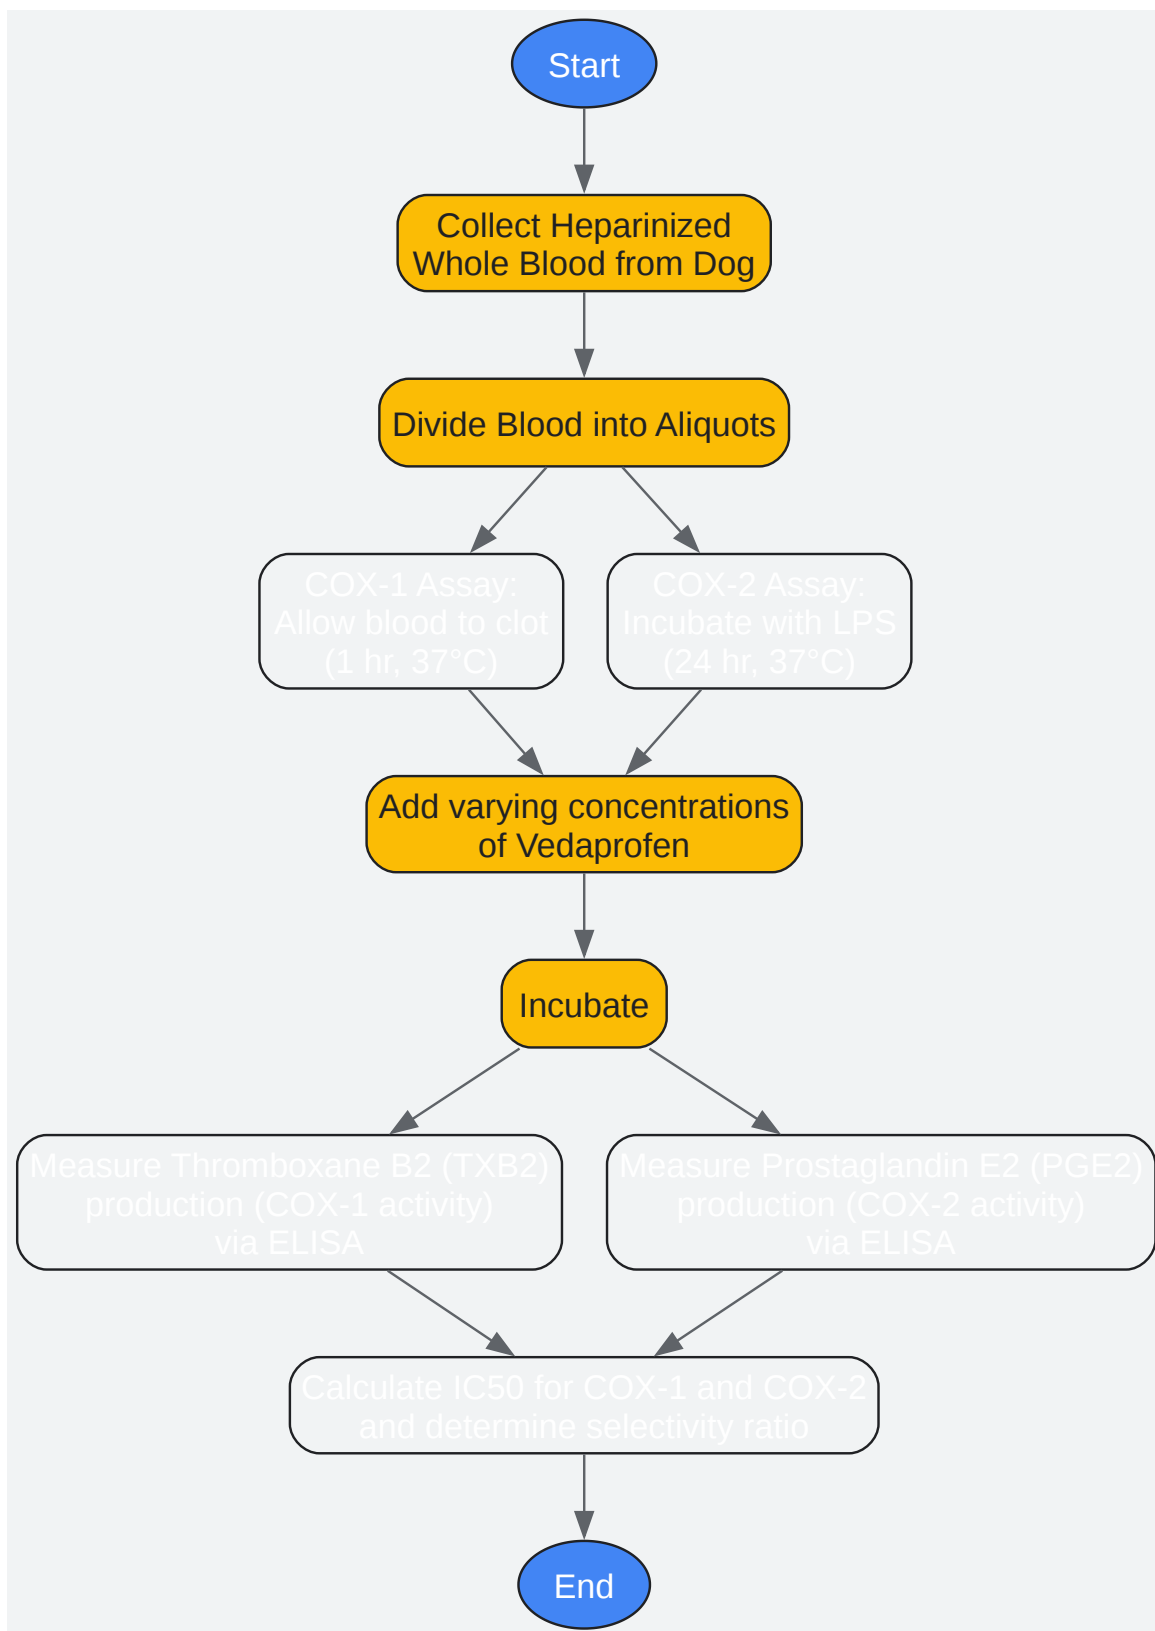 Start
Collect Heparinized
Whole Blood from Dog
Divide Blood into Aliquots
COX-1 Assay:
Allow blood to clot
(1 hr, 37°C)
COX-2 Assay:
Incubate with LPS
(24 hr, 37°C)
Add varying concentrations
of Vedaprofen
Incubate
Measure Thromboxane B2 (TXB2)
production (COX-1 activity)
via ELISA
Measure Prostaglandin E2 (PGE2)
production (COX-2 activity)
via ELISA
Calculate IC50 for COX-1 and COX-2
and determine selectivity ratio
End